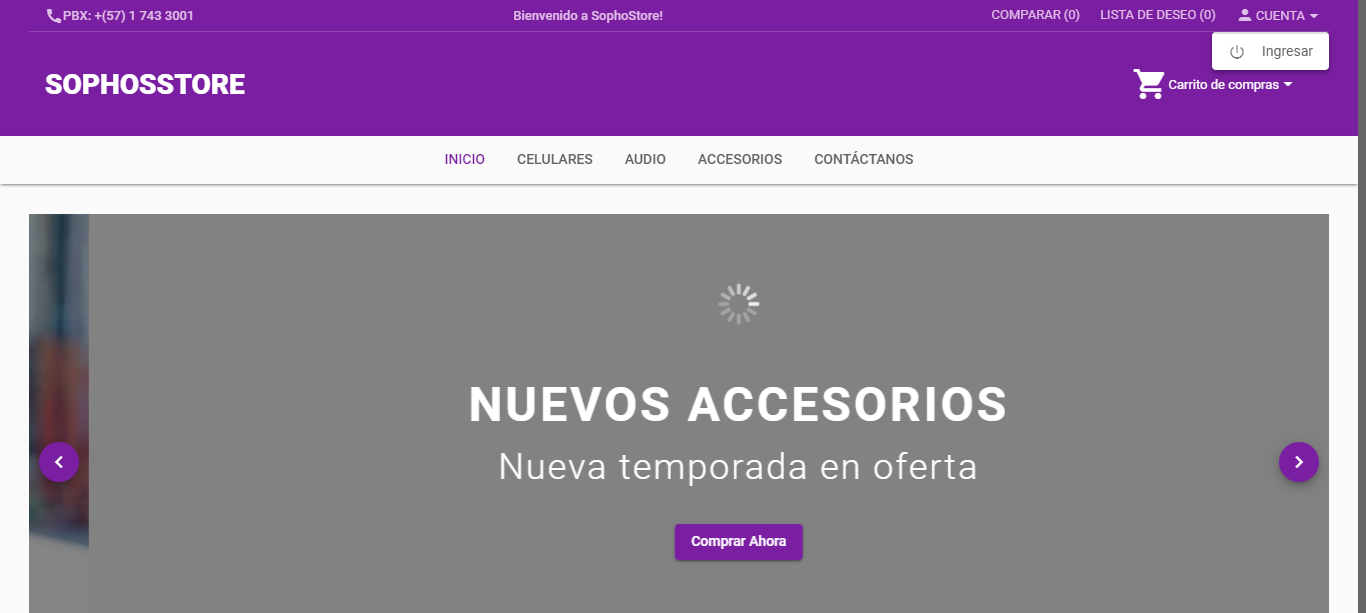 PBX: +(57) 1 743 3001
Bienvenido a SophoStore!
COMPARAR (0)
LISTA DE DESEO (0)
CUENTA
Ingresar
SOPHOSSTORE
Carrito de compras
INICIO
CELULARES
AUDIO
ACCESORIOS
CONTÁCTANOS
NUEVOS ACCESORIOS
Nueva temporada en oferta
Comprar Ahora